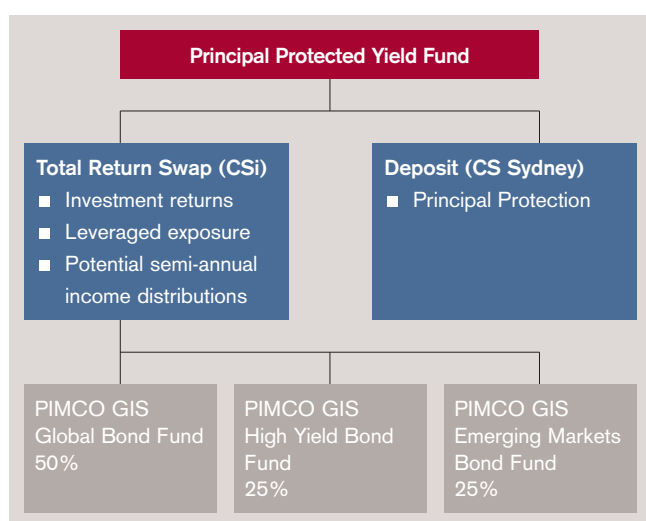 Principal Protected Yield Fund
Total Return Swap (CSi)
Investment returns
Leveraged exposure
Potential semi-annual
income distributions
Deposit (CS Sydney)
Principal Protection
PIMCO GIS
Global Bond Fund
50%
PIMCO GIS
High Yield Bond
Fund
25%
PIMCO GIS
Emerging Markets
Bond Fund
25%